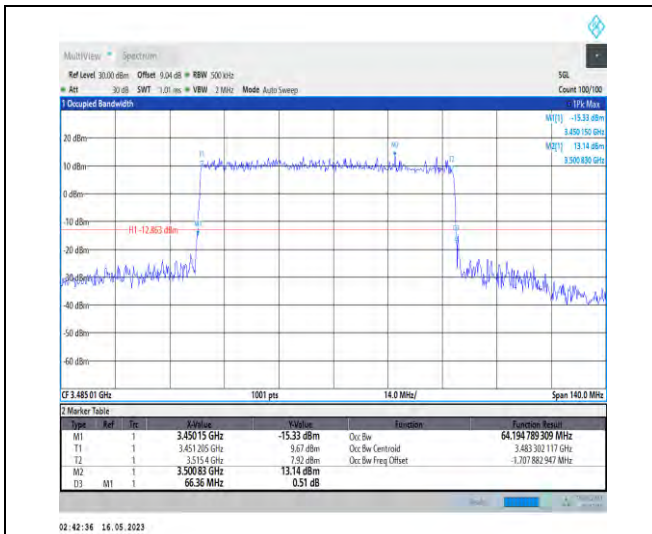 MultiView Spectrum
Ref Level 30.00 dBm Offset 9.04 dB RBW 500 kHz SGL
Att 30 dB SWT 1.01 ms VBW 2 MHz Mode Auto Sweep Count 100/100
1 Occupied Bandwidth 1Pk Max
M1[1] -15.33 dBm
3.450 150 GHz
M2[1] 13.14 dBm
3.500 830 GHz
20 dBm
M2
T1
T2
10 dBm
0 dBm
-10 dBm
H1 -12.863 dBm
M1
D3
-20 dBm
-30 dBm
-40 dBm
-50 dBm
-60 dBm
CF 3.485 01 GHz 1001 pts 14.0 MHz/ Span 140.0 MHz
2 Marker Table
Type Ref Trc X-Value Y-Value Function Function Result
M1 1 3.450 15 GHz -15.33 dBm Occ Bw 64.194 789 309 MHz
T1 1 3.451 205 GHz 9.67 dBm Occ Bw Centroid 3.483 302 117 GHz
T2 1 3.515 4 GHz 7.92 dBm Occ Bw Freq Offset -1.707 882 947 MHz
M2 1 3.500 83 GHz 13.14 dBm
D3 M1 1 66.36 MHz 0.51 dB
02:42:36 16.05.2023